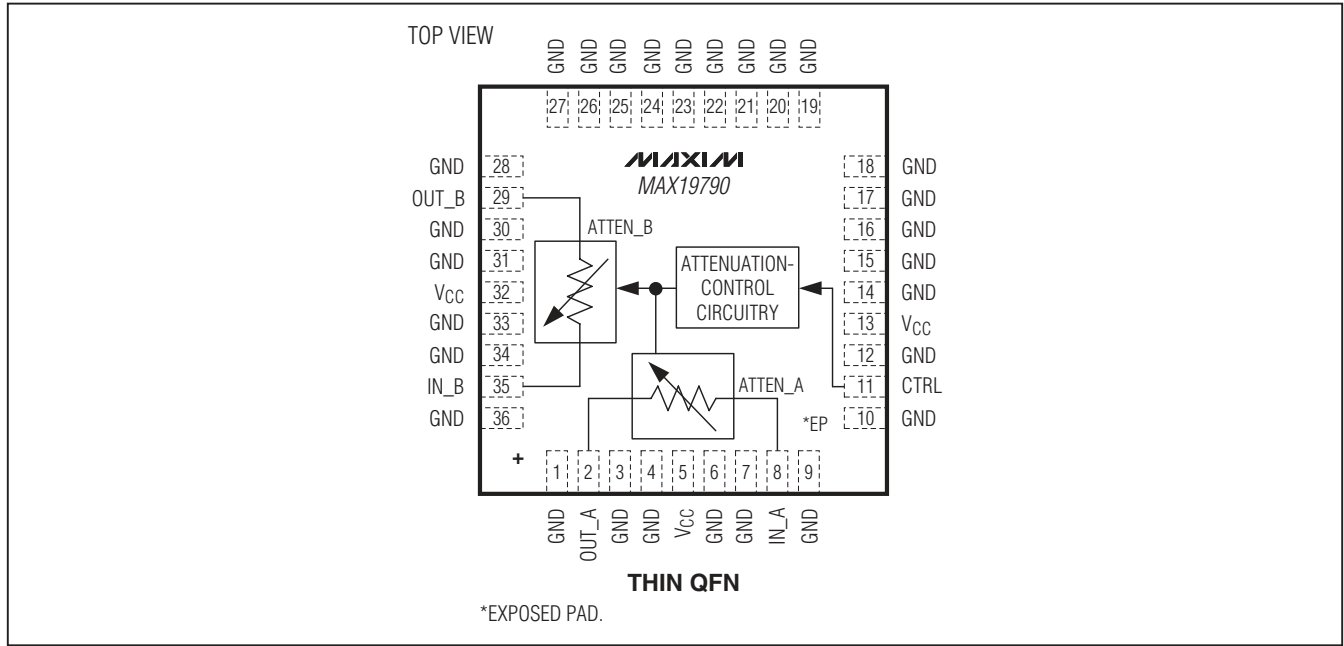 TOP VIEW
GND GND GND GND GND GND GND GND GND
27 26 25 24 23 22 21 20 19
MAXIM
MAX19790
GND 28
OUT_B 29
GND 30
GND 31
VCC 32
GND 33
GND 34
IN_B 35
GND 36
18 GND
17 GND
16 GND
15 GND
14 GND
13 VCC
12 GND
11 CTRL
10 GND
ATTEN_B
ATTENUATION-
CONTROL
CIRCUITRY
ATTEN_A
*EP
+
1 2 3 4 5 6 7 8 9
GND OUT_A GND GND VCC GND GND IN_A GND
THIN QFN
*EXPOSED PAD.